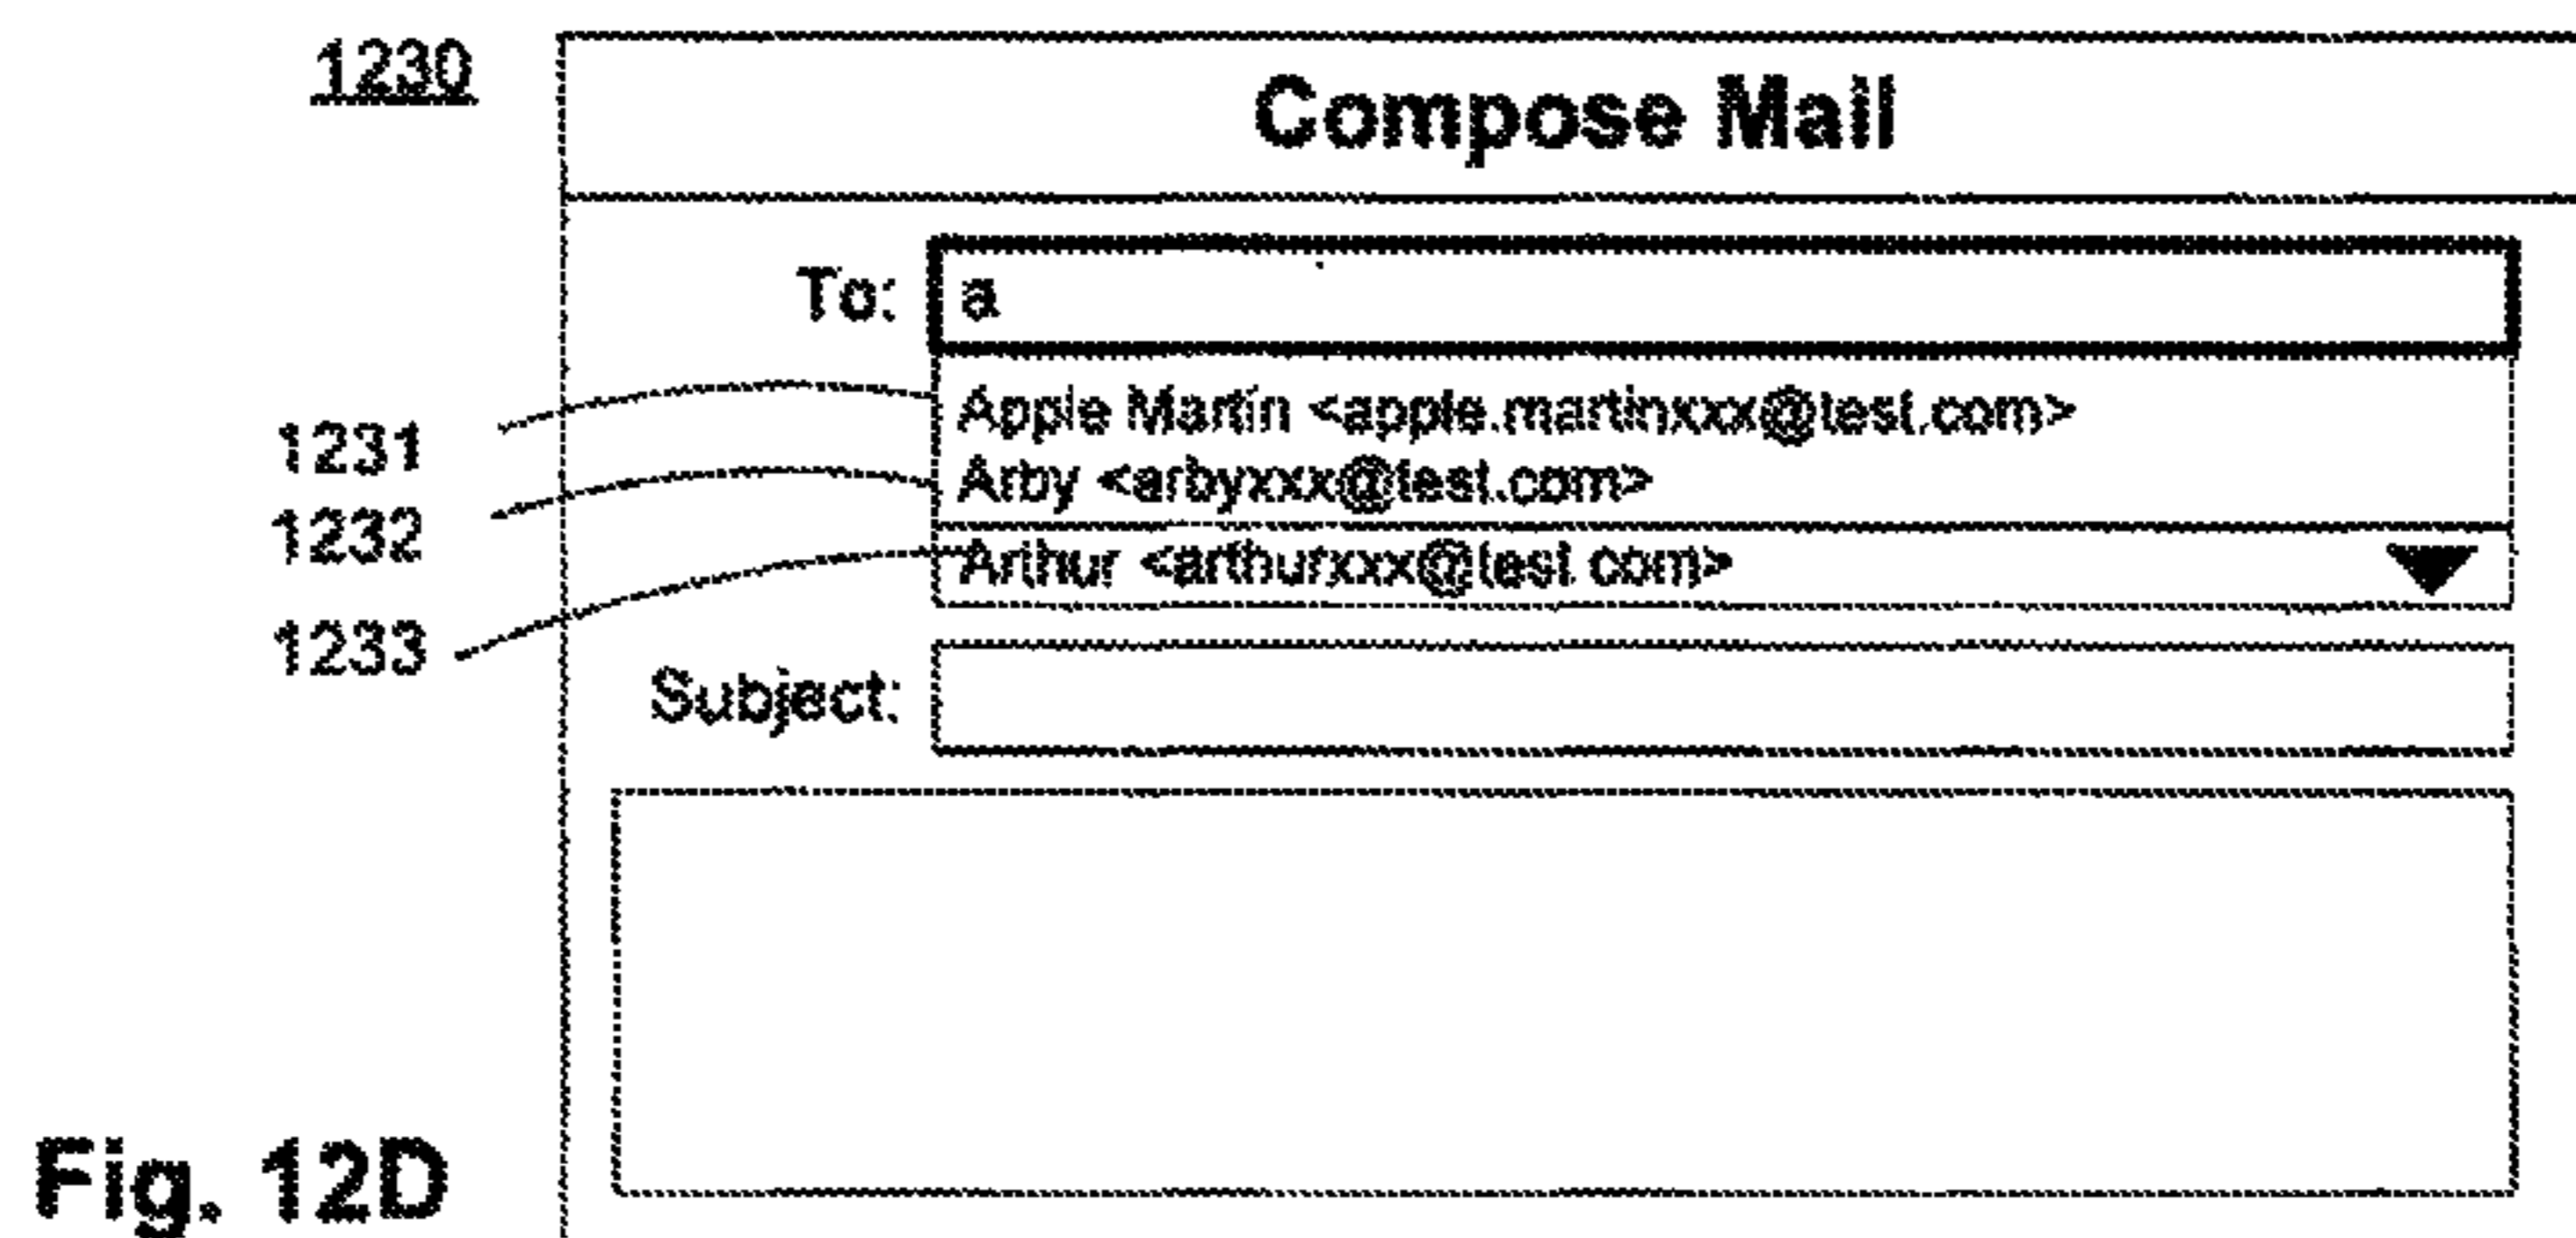 1230
Compose Mail
To: a
1231 Apple Martin <apple.martinxxx@test.com>
1232 Arby <arbyxxx@test.com>
1233 Arthur <arthurxxx@test.com>
Subject:
Fig. 12D